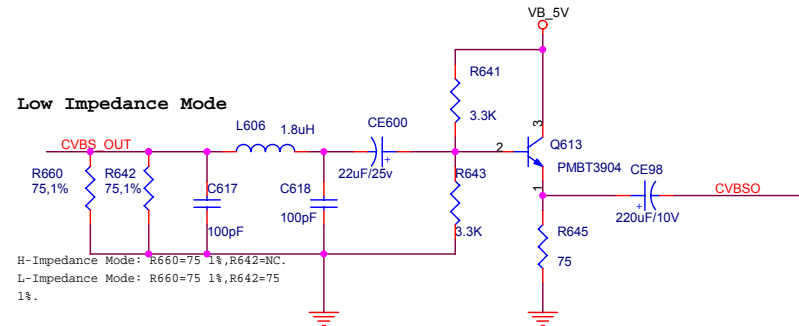 VB_5V
R641
3.3K
Low Impedance Mode
L606
1.8uH
CE600
3
Q613
CVBS_OUT
2
PMBT3904
R660
75,1%
R642
75,1%
C617
100pF
C618
100pF
+
22uF/25v
R643
3.3K
1
CE98
+
220uF/10V
CVBSO
R645
75
H-Impedance Mode: R660=75 1%,R642=NC.
L-Impedance Mode: R660=75 1%,R642=75
1%.